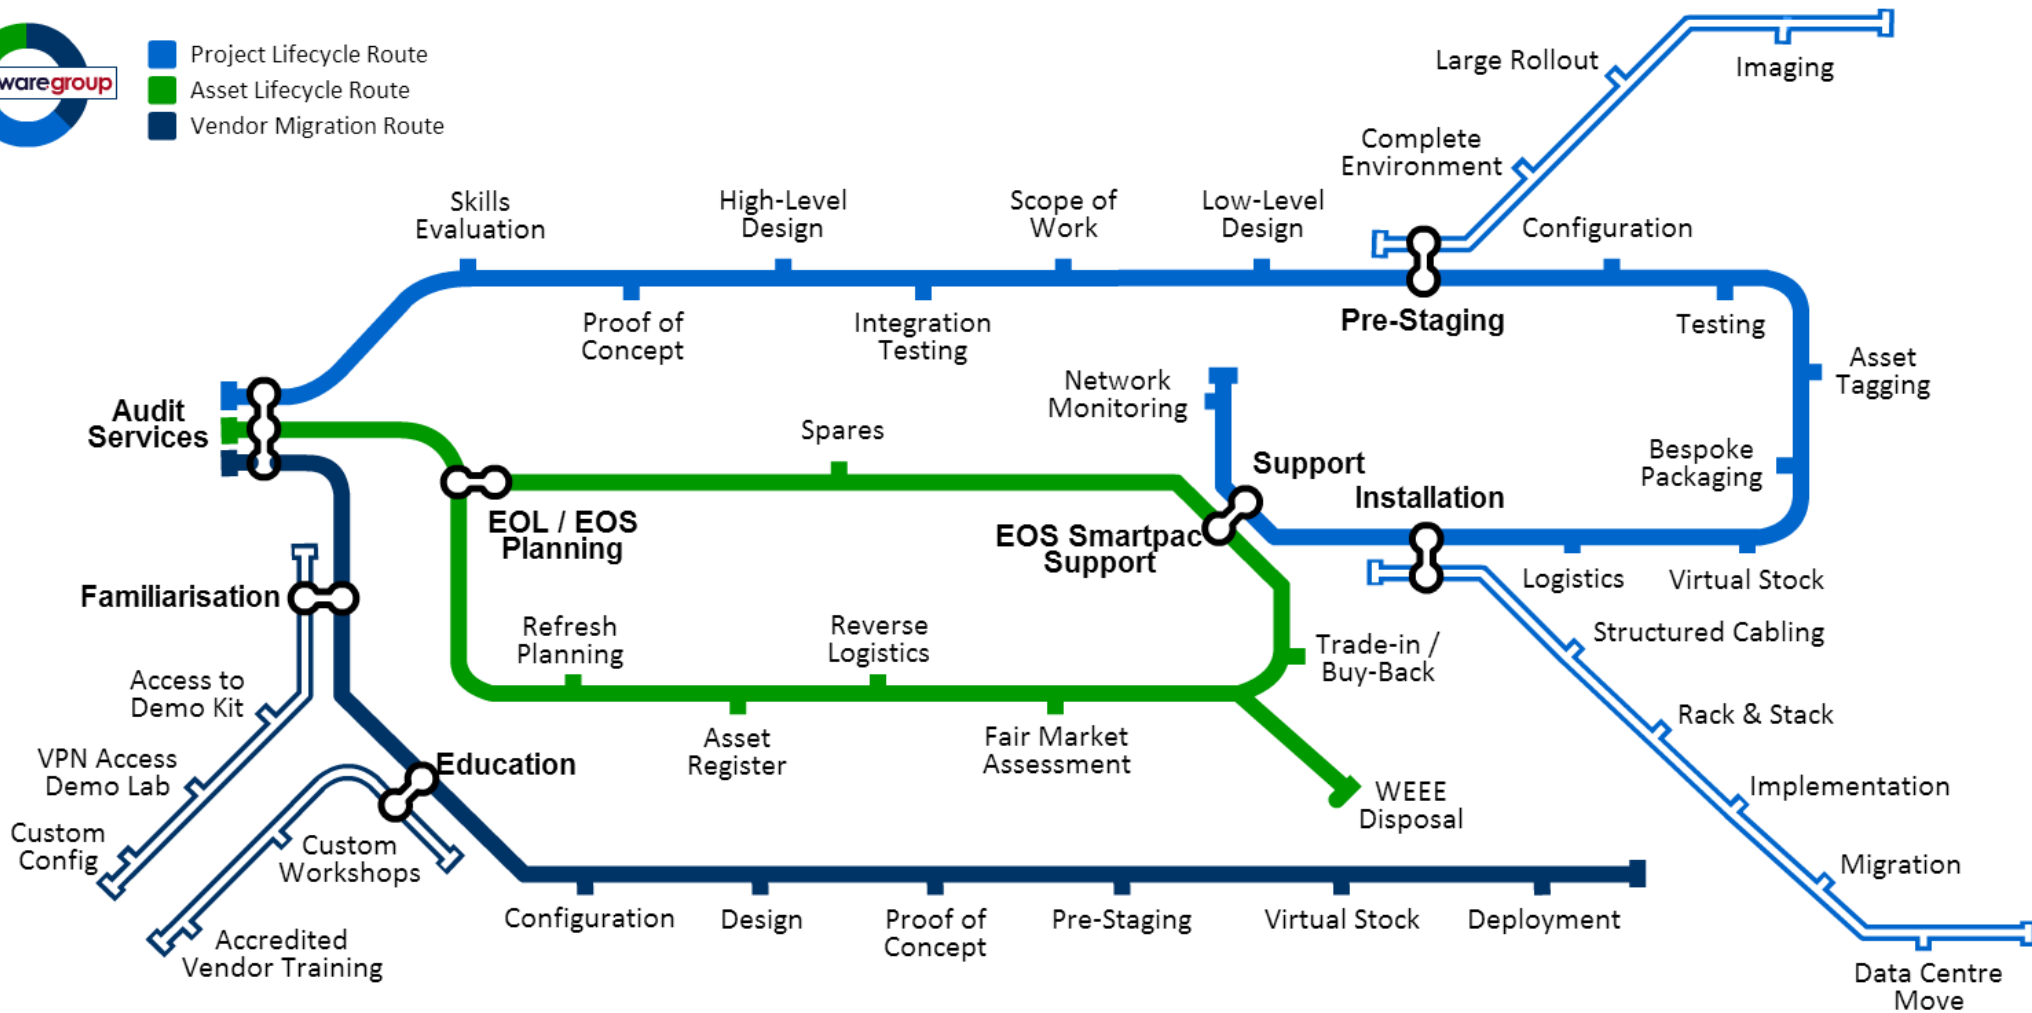 waregroup
Project Lifecycle Route
Asset Lifecycle Route
Vendor Migration Route
Large Rollout
Imaging
Complete
Environment
Skills
Evaluation
High-Level
Design
Scope of
Work
Low-Level
Design
Configuration
Proof of
Concept
Integration
Testing
Pre-Staging
Testing
Asset
Tagging
Network
Monitoring
Audit
Services
Spares
Bespoke
Packaging
Support
Installation
EOL / EOS
Planning
EOS Smartpac
Support
Logistics
Virtual Stock
Familiarisation
Refresh
Planning
Reverse
Logistics
Trade-in /
Buy-Back
Structured Cabling
Access to
Demo Kit
Rack & Stack
Asset
Register
Fair Market
Assessment
VPN Access
Demo Lab
Education
WEEE
Disposal
Implementation
Custom
Config
Custom
Workshops
Migration
Configuration
Design
Proof of
Concept
Pre-Staging
Virtual Stock
Deployment
Accredited
Vendor Training
Data Centre
Move